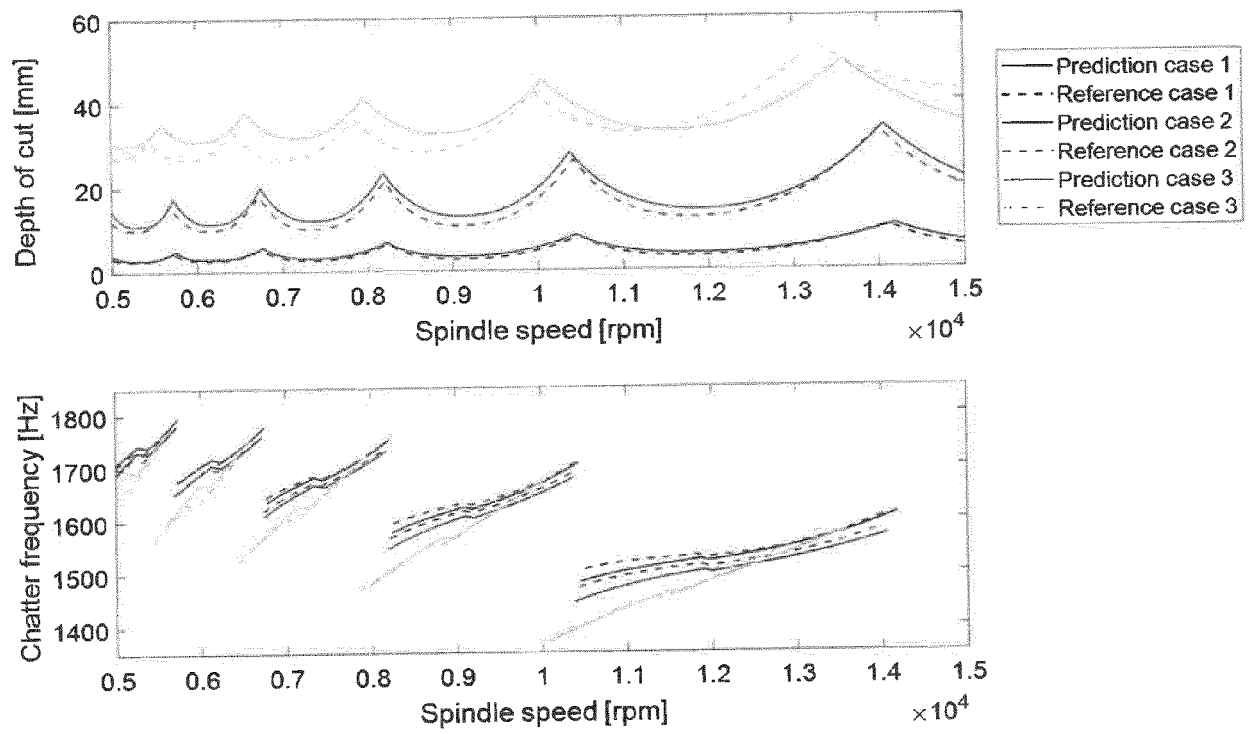 60
40
20
0
Depth of cut [mm]
0.5 0.6 0.7 0.8 0.9 1 1.1 1.2 1.3 1.4 1.5
Spindle speed [rpm]
×10⁴
Prediction case 1
Reference case 1
Prediction case 2
Reference case 2
Prediction case 3
Reference case 3
1800
1700
1600
1500
1400
Chatter frequency [Hz]
0.5 0.6 0.7 0.8 0.9 1 1.1 1.2 1.3 1.4 1.5
Spindle speed [rpm]
×10⁴